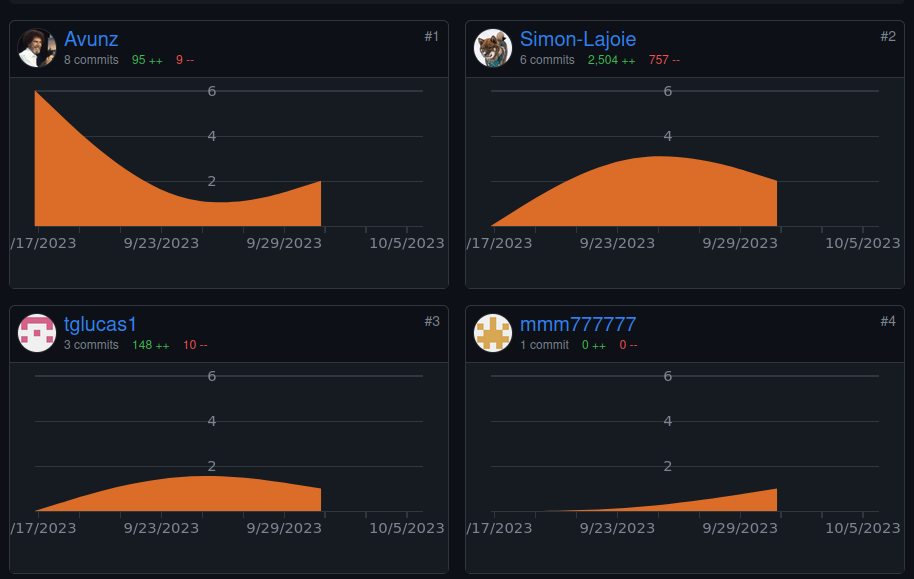 Avunz #1
8 commits 95 ++ 9 --
6
4
2
/17/2023 9/23/2023 9/29/2023 10/5/2023
Simon-Lajoie #2
6 commits 2,504 ++ 757 --
6
4
/17/2023 9/23/2023 9/29/2023 10/5/2023
tglucas1 #3
3 commits 148 ++ 10 --
6
4
2
/17/2023 9/23/2023 9/29/2023 10/5/2023
mmm777777 #4
1 commit 0 ++ 0 --
6
4
2
/17/2023 9/23/2023 9/29/2023 10/5/2023